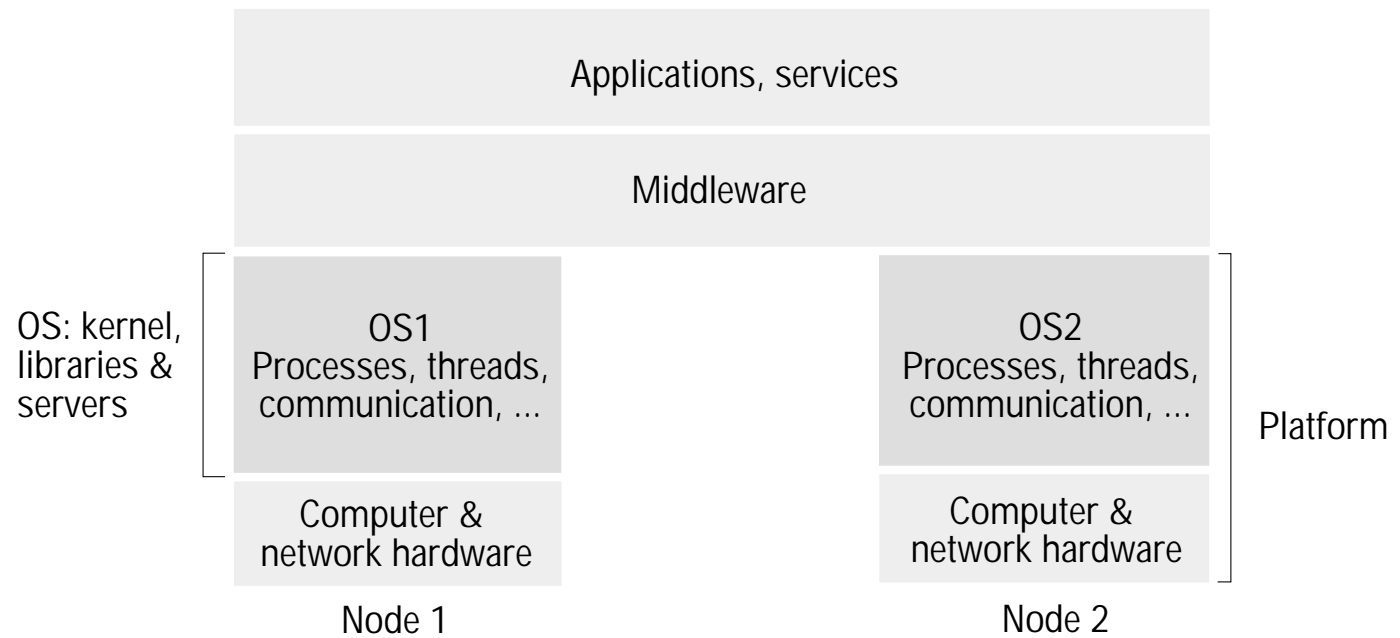 Applications, services
Middleware
OS: kernel,
libraries &
servers
OS1
Processes, threads,
communication, ...
OS2
Processes, threads,
communication, ...
Platform
Computer &
network hardware
Computer &
network hardware
Node 1
Node 2